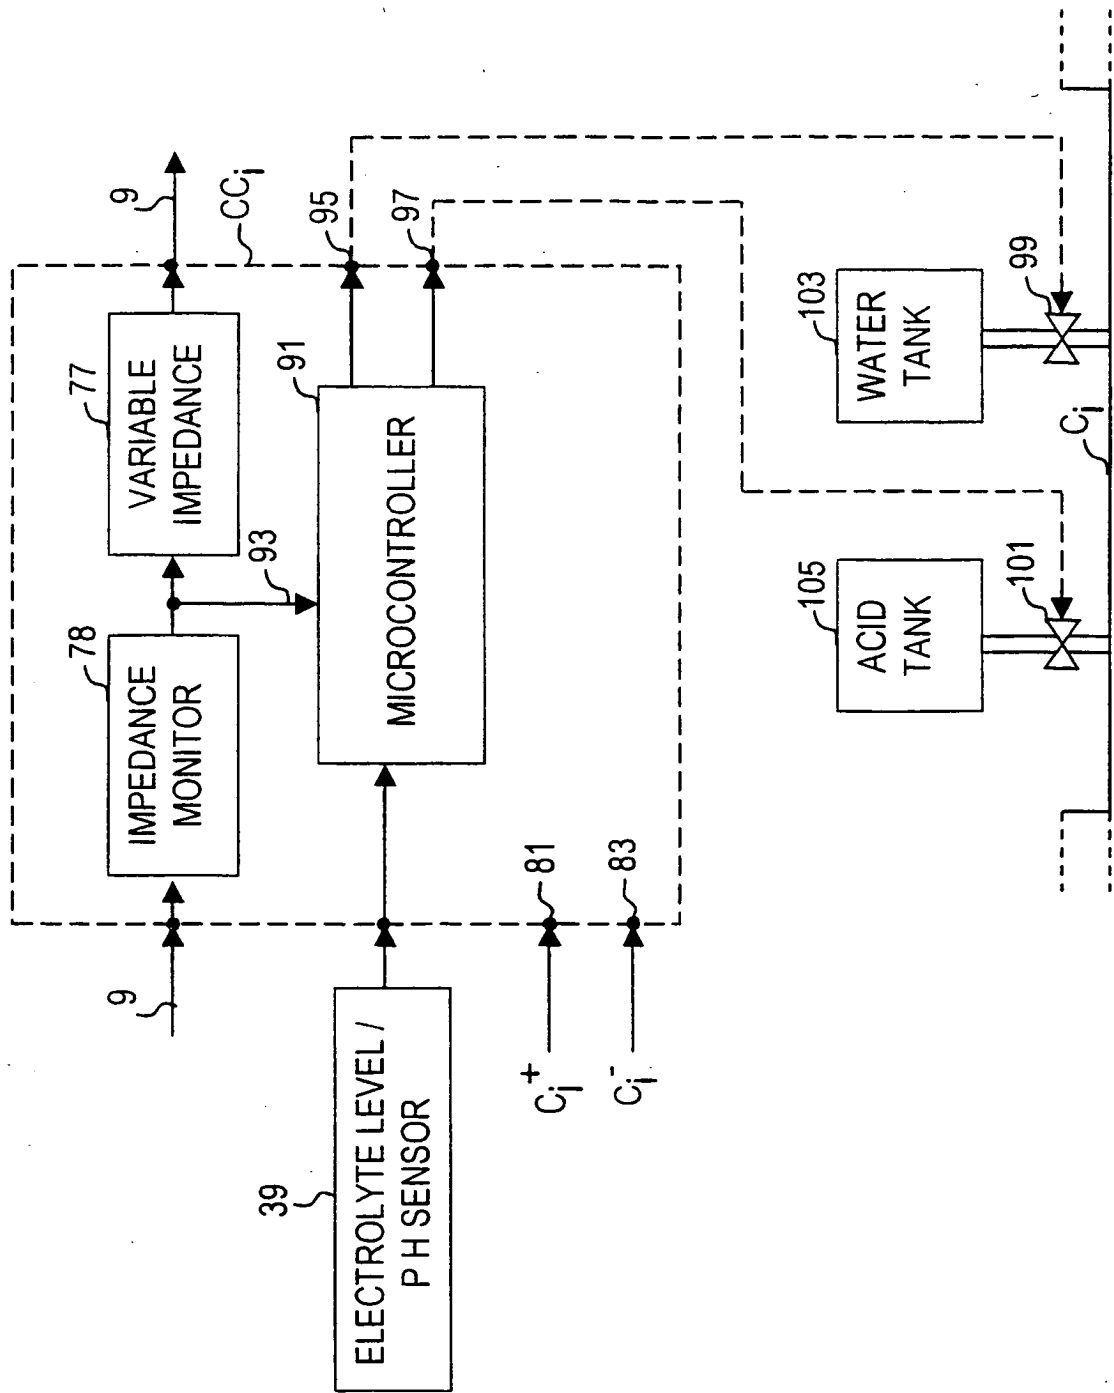 9
78
IMPEDANCE
MONITOR
77
VARIABLE
IMPEDANCE
9
93
CCi
39
ELECTROLYTE LEVEL /
P H SENSOR
91
MICROCONTROLLER
95
97
Ci+
81
Ci-
83
105
ACID
TANK
103
WATER
TANK
101
99
Ci